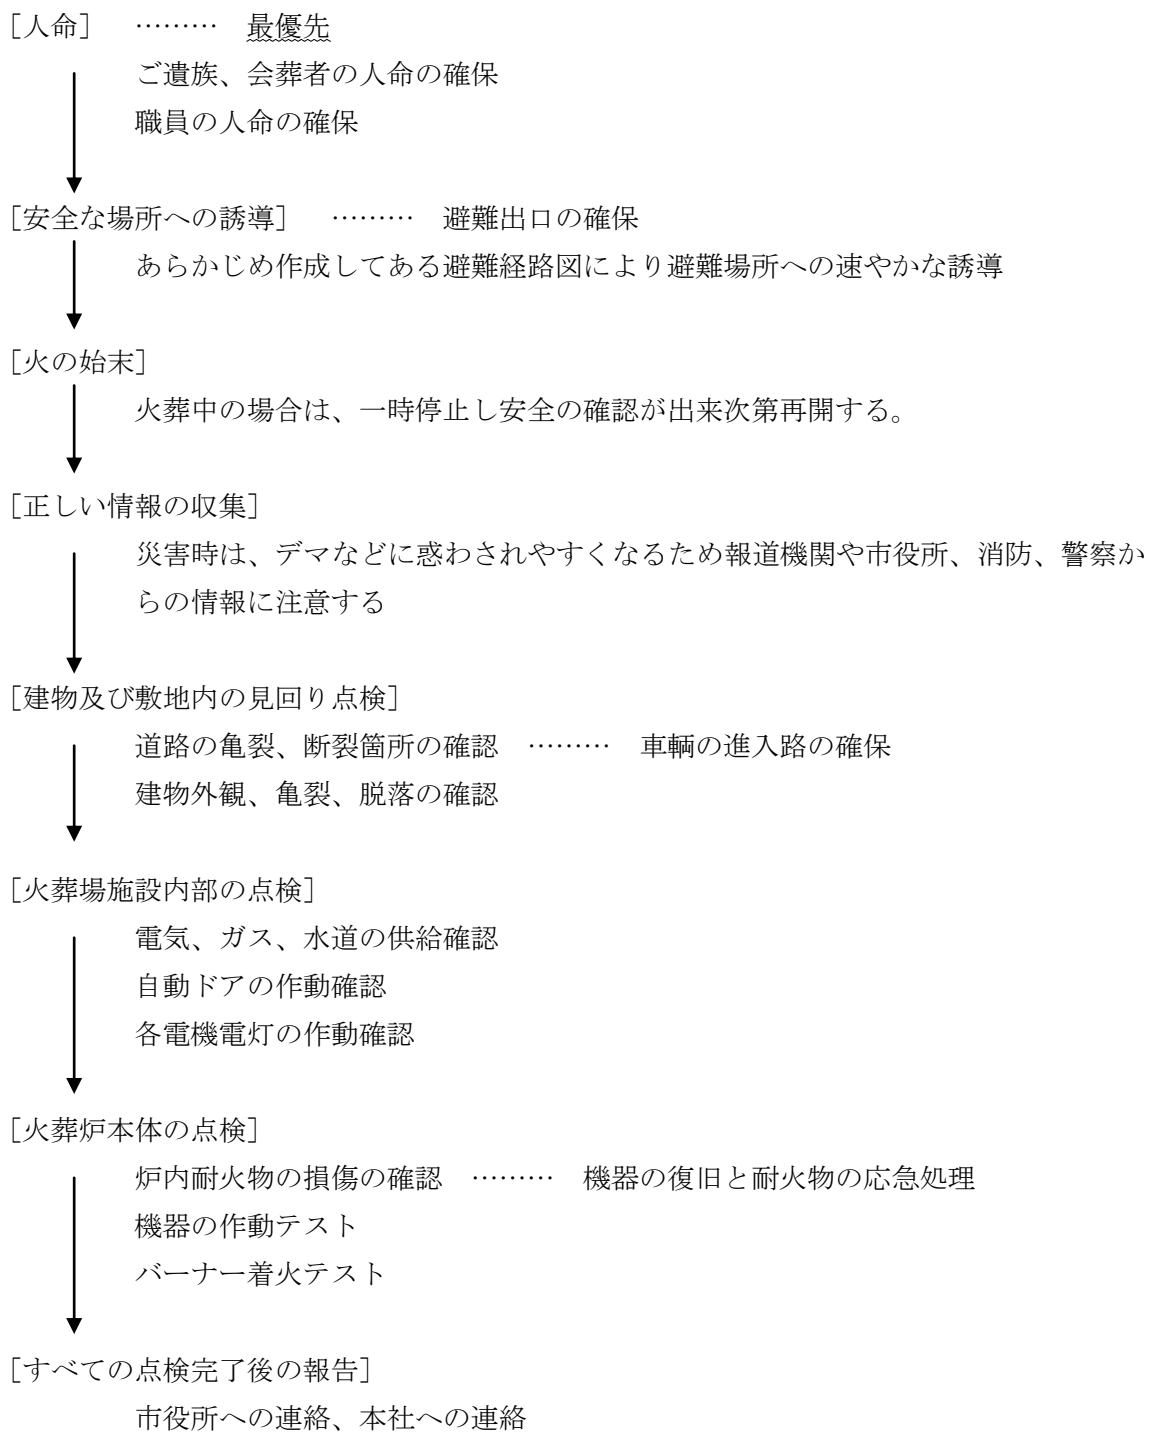 ［人命］　………　最優先
ご遺族、会葬者の人命の確保
職員の人命の確保
［安全な場所への誘導］　………　避難出口の確保
あらかじめ作成してある避難経路図により避難場所への速やかな誘導
［火の始末］
火葬中の場合は、一時停止し安全の確認が出来次第再開する。
［正しい情報の収集］
災害時は、デマなどに惑わされやすくなるため報道機関や市役所、消防、警察か
らの情報に注意する
［建物及び敷地内の見回り点検］
道路の亀裂、断裂箇所の確認　………　車輌の進入路の確保
建物外観、亀裂、脱落の確認
［火葬場施設内部の点検］
電気、ガス、水道の供給確認
自動ドアの作動確認
各電機電灯の作動確認
［火葬炉本体の点検］
炉内耐火物の損傷の確認　………　機器の復旧と耐火物の応急処理
機器の作動テスト
バーナー着火テスト
［すべての点検完了後の報告］
市役所への連絡、本社への連絡